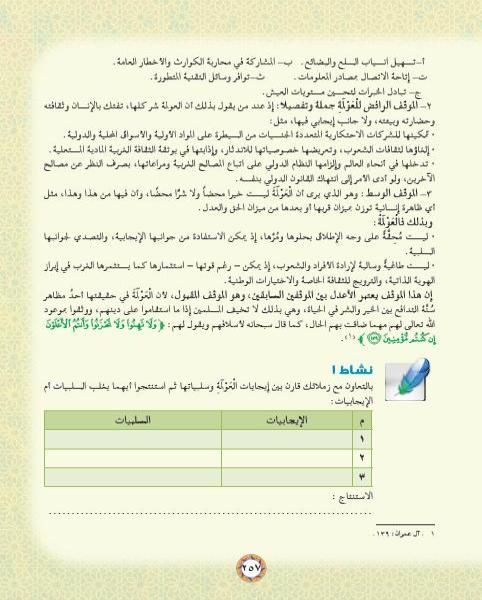 أ- تسهيل انسياب السلع والبضائع. ب- المشاركة في محاربة الكوارث والأخطار العامة.
ت- إتاحة الاتصال بمصادر المعلومات. ث- توافر وسائل التقنية المتطورة.
ج- تبادل الخبرات لتحسين مستويات العيش.
٢- الموقف الرافض للعَوْلَمَةِ جملةً وتفصيلا: إذ عند من يقول بذلك أن العولمة شر كلها، تفتك بالإنسان وثقافته
وحضارته وبيئته، ولا جانب إيجابي فيها، مثل:
• تمكينها للشركات الاحتكارية المتعددة الجنسيات من السيطرة على المواد الأولية والأسواق المحلية والدولية.
• إلغاؤها لثقافات الشعوب، وتعريضها خصوصياتها للاندثار، وإذابتها في بوتقة الثقافة الغربية المادية المستعلية.
• تدخلها في أنحاء العالم وإلزامها النظام الدولي على اتباع المصالح الغربية ومراعاتها، بصرف النظر عن مصالح
الآخرين، ولو أدى الأمر إلى انتهاك القانون الدولي بنفسه.
٣- الموقف الوسط: وهو الذي يرى أن الْعَوْلَمَةَ ليست خيرا محضاً ولا شرًّا محضًا، وأن فيها من هذا وهذا، مثل
أي ظاهرة إنسانية توزن بميزان قربها أو بعدها من ميزان الحق والعدل.
وبذلك فَالْعَوْلَمَةُ:
• ليست مُحِقَّةً على وجه الإطلاق بحلوها ومُرِّها، إذ يمكن الاستفادة من جوانبها الإيجابية، والتصدي لجوانبها
السلبية.
• ليست طاغيةً وسالبة لإرادة الأفراد والشعوب، إذ يمكن – رغم قوتها – استثمارها كما يستثمرها الغرب في إبراز
الهوية الذاتية، والترويج للثقافة الخاصة والاختيارات الوطنية.
إن هذا الموقف يعتبر الأعدل بين الموقفين السابقين، وهو الموقف المقبول، لأن الْعَوْلَمَةَ في حقيقتها أحدُ مظاهر
سُنَّة التدافع بين الخير والشر في الحياة، وهي بذلك لا تخيف المسلمين إذا ما استقاموا على دينهم، ووثقوا بموعود
الله تعالى لهم مهما ضاقت بهم الحال، كما قال سبحانه لأسلافهم ويقول لهم: ﴿ وَلَا تَهِنُوا وَلَا تَحْزَنُوا وَأَنتُمُ الْأَعْلَوْنَ
إِن كُنتُم مُّؤْمِنِينَ ١٣٩ ﴾ (١).
نشاط ١
بالتعاون مع زملائك قارن بين إيجابيات الْعَوْلَمَةِ وسلبياتها ثم استنتجوا أيهما يغلب السلبيات أم
الإيجابيات:
م الإيجابيات السلبيات
١
٢
٣
الاستنتاج :
١ . آل عمران: ١٣٩.
٢٥٧